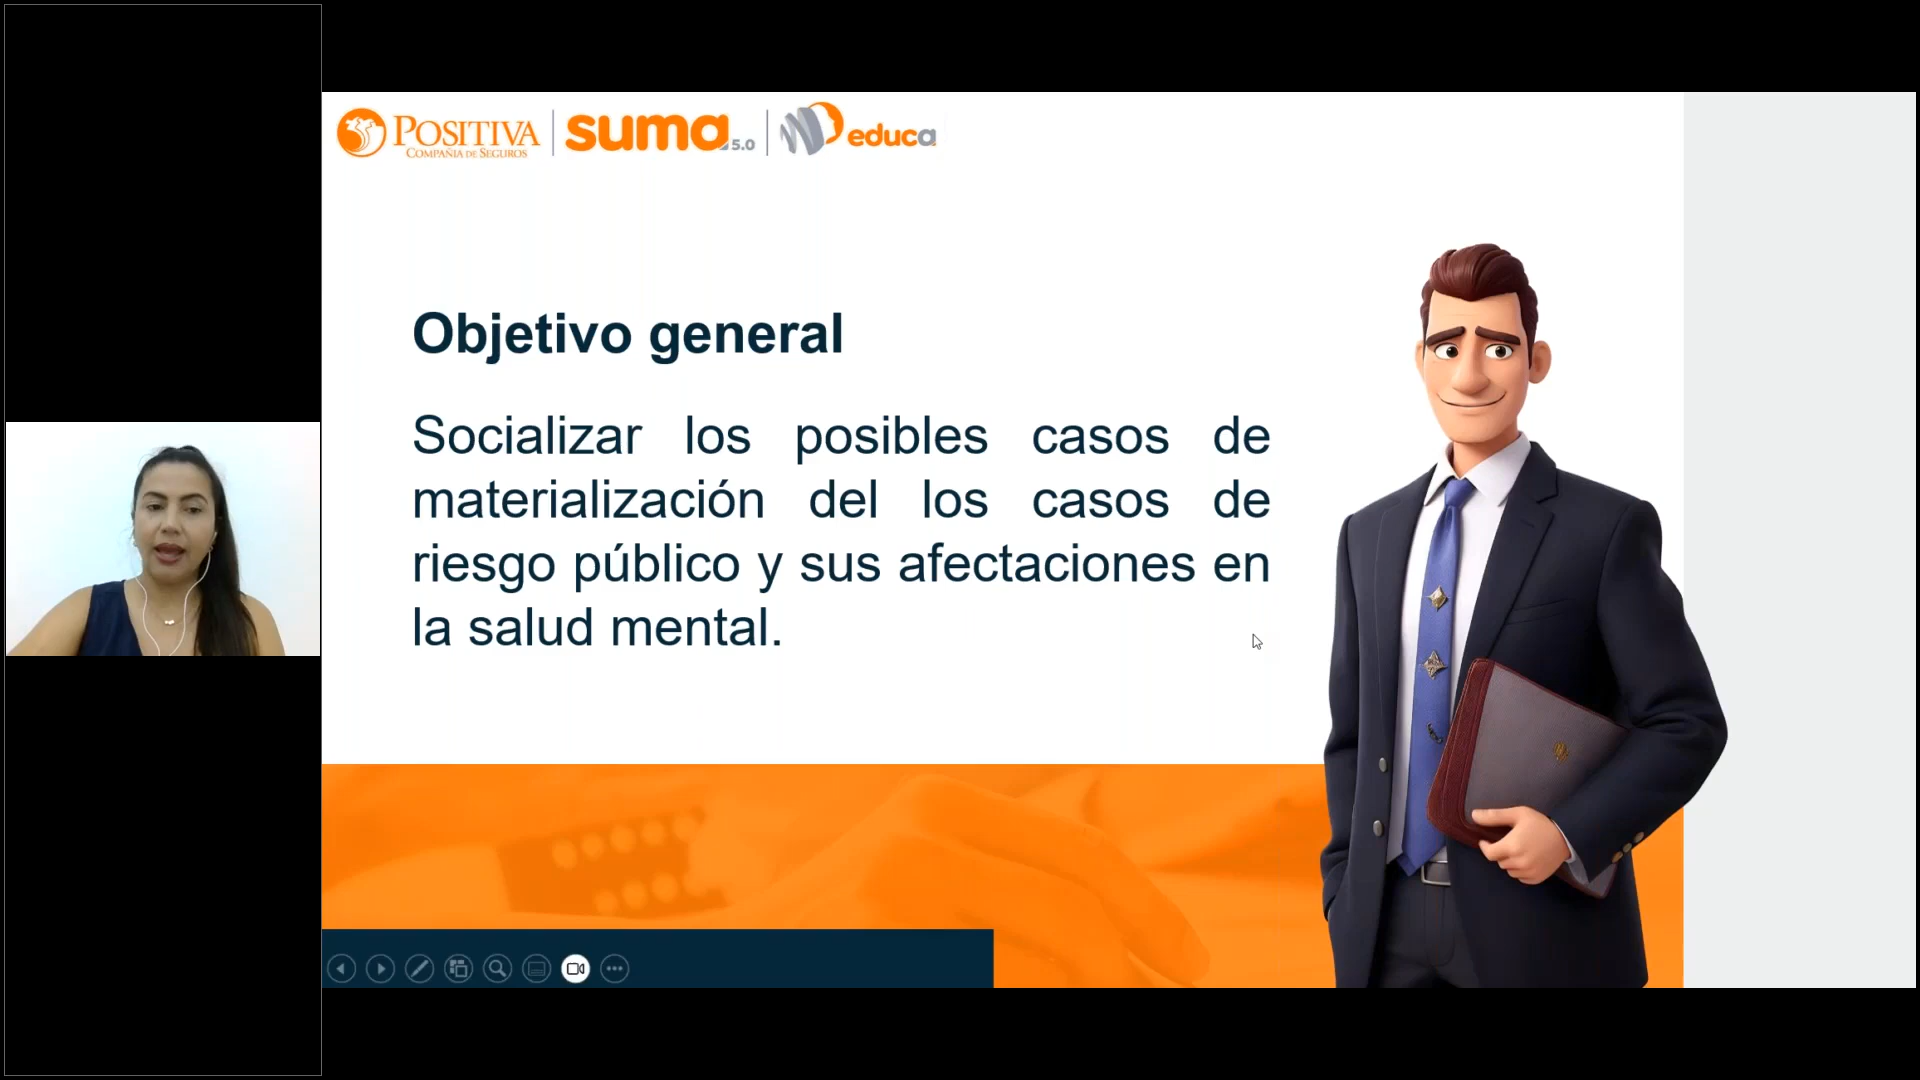 POSITIVA
COMPAÑIA DE SEGUROS
suma 5.0
educa
Objetivo general
Socializar los posibles casos de
materialización del los casos de
riesgo público y sus afectaciones en
la salud mental.